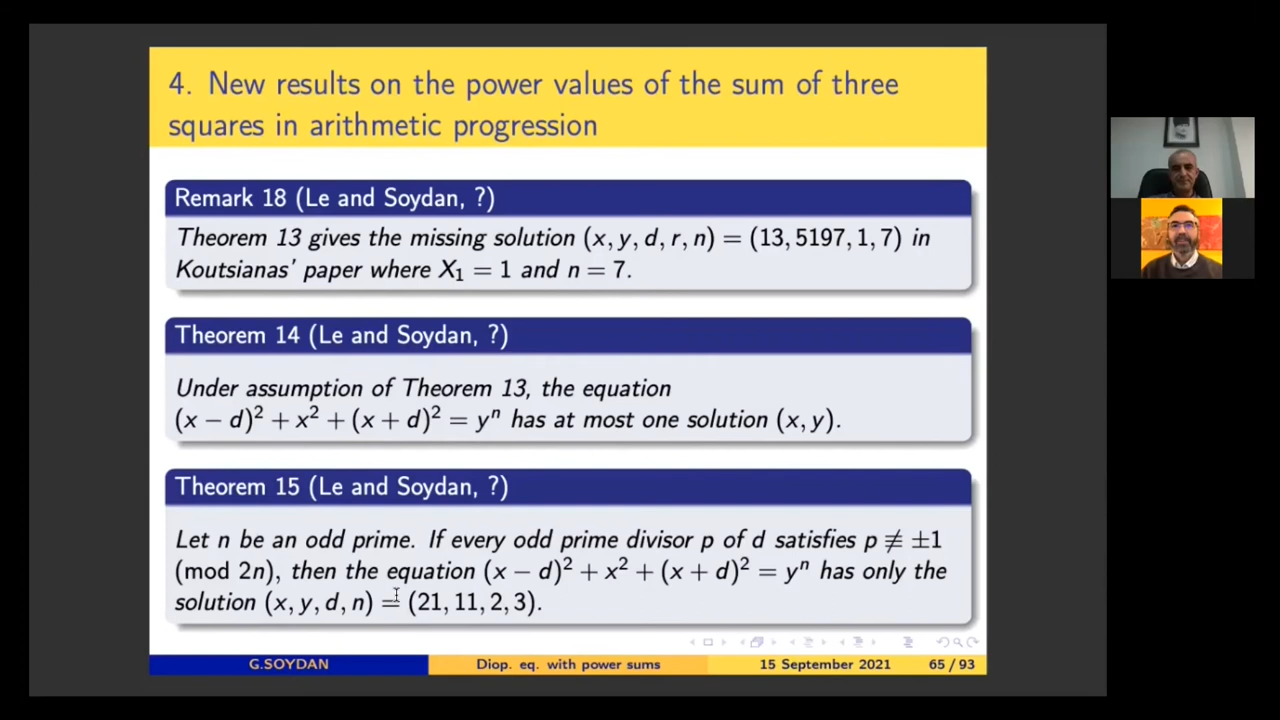 4. New results on the power values of the sum of three
squares in arithmetic progression
Remark 18 (Le and Soydan, ?)
Theorem 13 gives the missing solution (x, y, d, r, n) = (13, 5197, 1, 7) in
Koutsianas' paper where X₁ = 1 and n = 7.
Theorem 14 (Le and Soydan, ?)
Under assumption of Theorem 13, the equation
(x − d)² + x² + (x + d)² = yⁿ has at most one solution (x, y).
Theorem 15 (Le and Soydan, ?)
Let n be an odd prime. If every odd prime divisor p of d satisfies p ≢ ±1
(mod 2n), then the equation (x − d)² + x² + (x + d)² = yⁿ has only the
solution (x, y, d, n) = (21, 11, 2, 3).
G.SOYDAN Diop. eq. with power sums 15 September 2021 65 / 93